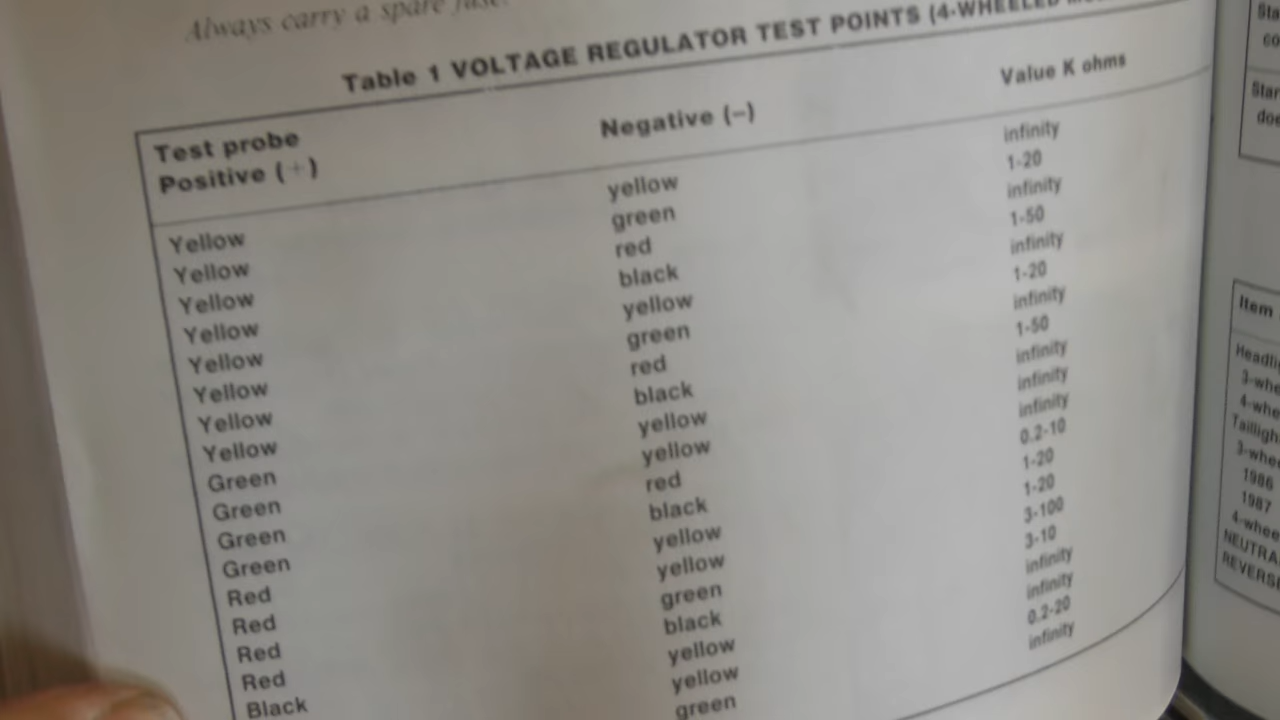 Always carry a spare fuse.
Table 1 VOLTAGE REGULATOR TEST POINTS (4-WHEELED
Test probe
Positive (+) Negative (–) Value K ohms
Yellow yellow infinity
Yellow green 1-20
Yellow red infinity
Yellow black 1-50
Yellow yellow infinity
Yellow green 1-20
Yellow red infinity
Yellow black 1-50
Green yellow infinity
Green yellow infinity
Green red infinity
Green black 0.2-10
Red yellow 1-20
Red yellow 1-20
Red green 3-100
Red black 3-10
Black yellow infinity
yellow infinity
green 0.2-20
infinity
Item
1986
1987